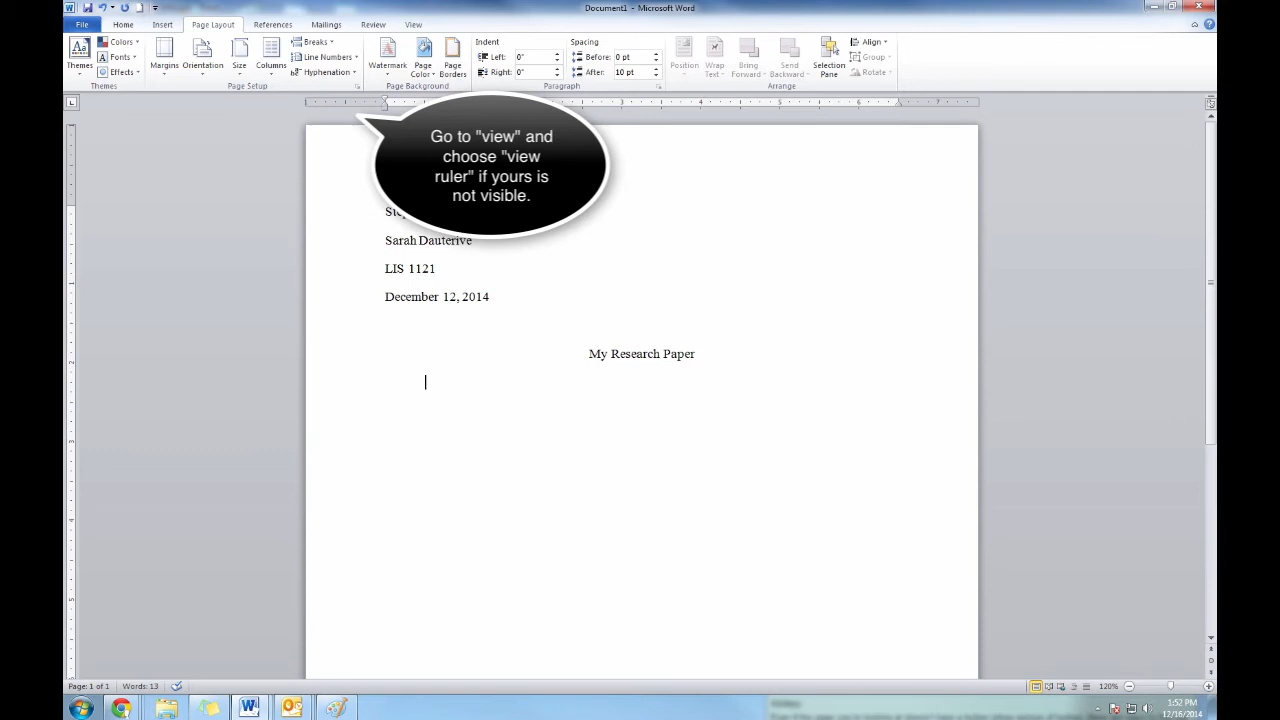 Document1 - Microsoft Word
File Home Insert Page Layout References Mailings Review View
Themes
Colors
Fonts
Effects
Themes
Margins Orientation Size Columns
Breaks
Line Numbers
Hyphenation
Page Setup
Watermark Page Color Page Borders
Page Background
Indent
Left: 0"
Right: 0"
Spacing
Before: 0 pt
After: 10 pt
Paragraph
Position Wrap Text Bring Forward Send Backward Selection Pane
Align
Group
Rotate
Arrange
Go to "view" and
choose "view
ruler" if yours is
not visible.
Sarah Dauterive
LIS 1121
December 12, 2014
My Research Paper
Page: 1 of 1 Words: 13
120%
1:52 PM
12/16/2014